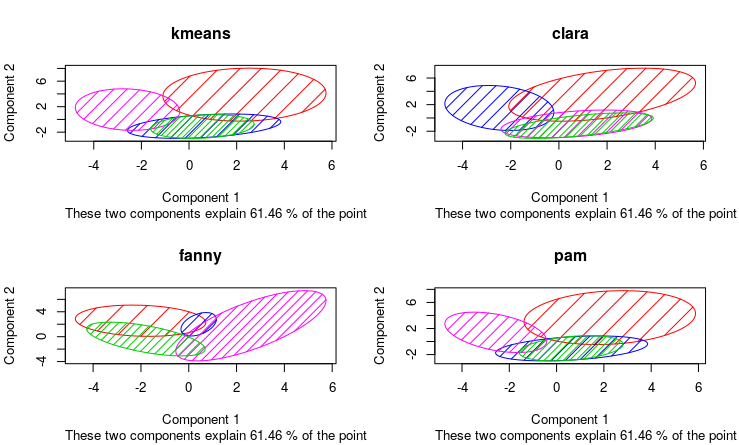 kmeans
Component 2
-2 2 6
-4 -2 0 2 4 6
Component 1
These two components explain 61.46 % of the point
clara
Component 2
-2 2 6
-4 -2 0 2 4 6
Component 1
These two components explain 61.46 % of the point
fanny
Component 2
-4 0 4
-4 -2 0 2 4 6
Component 1
These two components explain 61.46 % of the point
pam
Component 2
-2 2 6
-4 -2 0 2 4 6
Component 1
These two components explain 61.46 % of the point